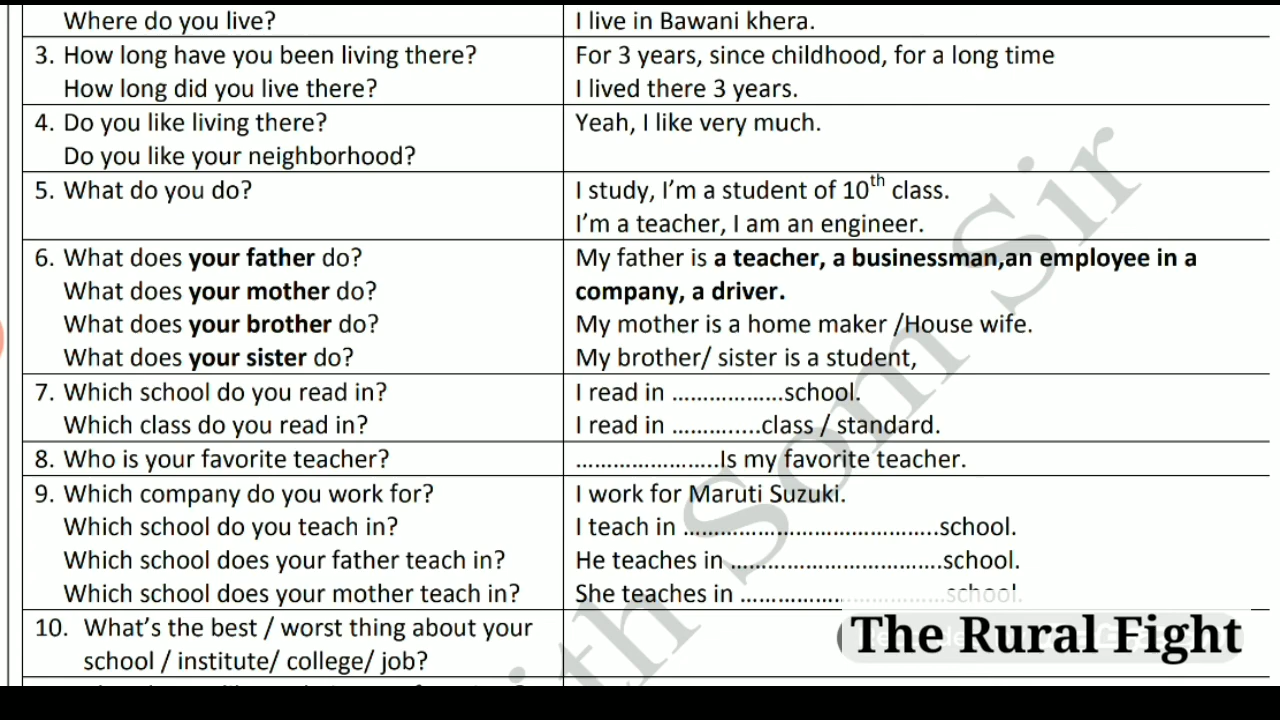 Where do you live?
I live in Bawani khera.
3. How long have you been living there?
For 3 years, since childhood, for a long time
How long did you live there?
I lived there 3 years.
4. Do you like living there?
Yeah, I like very much.
Do you like your neighborhood?
5. What do you do?
I study, I'm a student of 10th class.
I'm a teacher, I am an engineer.
6. What does your father do?
My father is a teacher, a businessman,an employee in a
What does your mother do?
company, a driver.
What does your brother do?
My mother is a home maker /House wife.
What does your sister do?
My brother/ sister is a student,
7. Which school do you read in?
I read in ..................school.
Which class do you read in?
I read in ..............class / standard.
8. Who is your favorite teacher?
.......................Is my favorite teacher.
9. Which company do you work for?
I work for Maruti Suzuki.
Which school do you teach in?
I teach in .........................................school.
Which school does your father teach in?
He teaches in ..................................school.
Which school does your mother teach in?
She teaches in .................................school.
10. What's the best / worst thing about your
school / institute/ college/ job?
The Rural Fight
ith Som Sir